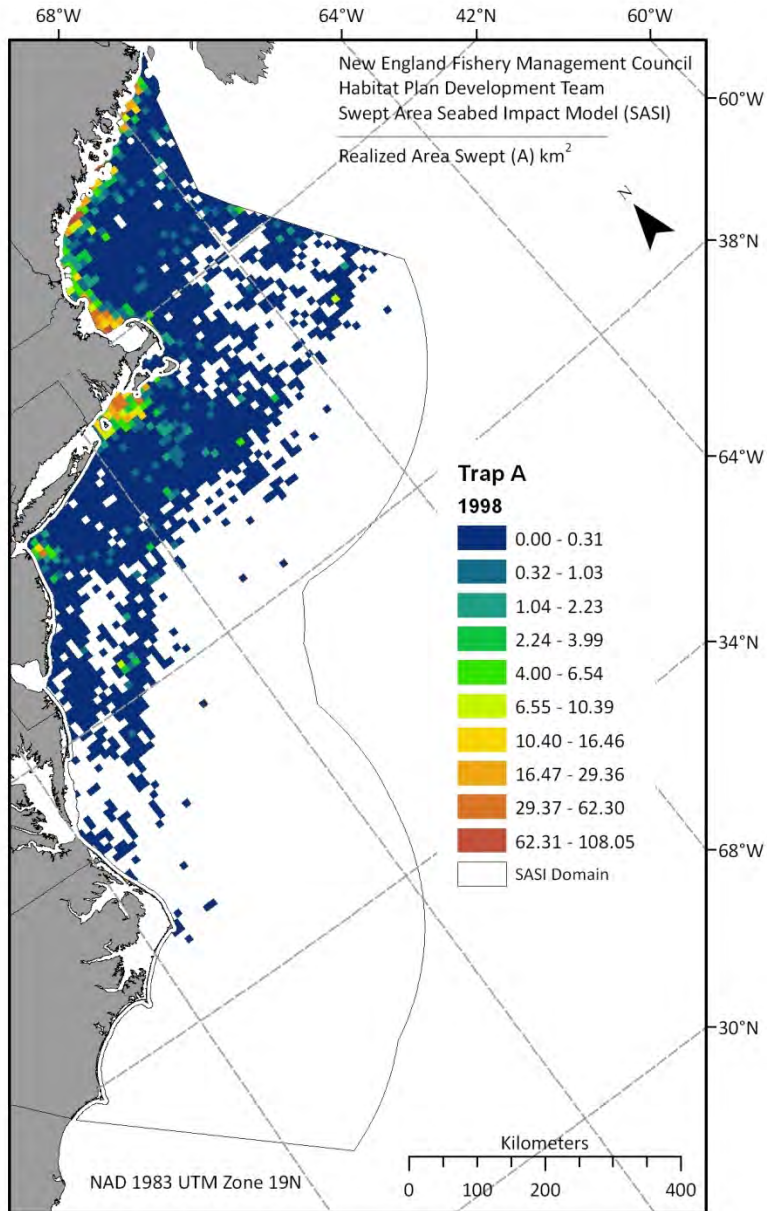 68°W 64°W 42°N 60°W
New England Fishery Management Council
Habitat Plan Development Team
Swept Area Seabed Impact Model (SASI)
Realized Area Swept (A) km²
60°W
N
38°N
64°W
Trap A
1998
0.00 - 0.31
0.32 - 1.03
1.04 - 2.23
2.24 - 3.99
4.00 - 6.54
6.55 - 10.39
10.40 - 16.46
16.47 - 29.36
29.37 - 62.30
62.31 - 108.05
SASI Domain
34°N
68°W
30°N
Kilometers
0 100 200 400
NAD 1983 UTM Zone 19N